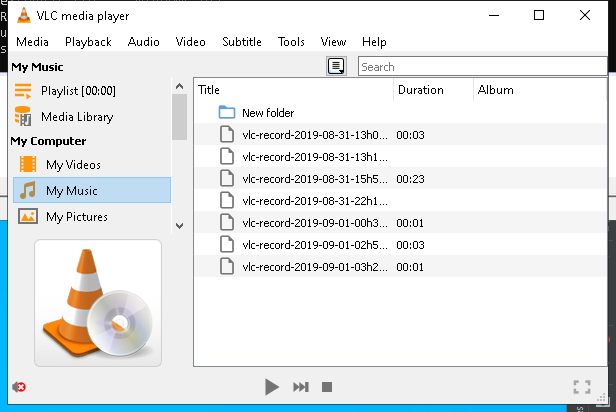 VLC media player
Media Playback Audio Video Subtitle Tools View Help
My Music
Search
Playlist [00:00]
Media Library
My Computer
My Videos
My Music
My Pictures
Title Duration Album
New folder
vlc-record-2019-08-31-13h0... 00:03
vlc-record-2019-08-31-13h1...
vlc-record-2019-08-31-15h5... 00:23
vlc-record-2019-08-31-22h1...
vlc-record-2019-09-01-00h3... 00:01
vlc-record-2019-09-01-02h5... 00:03
vlc-record-2019-09-01-03h2... 00:01